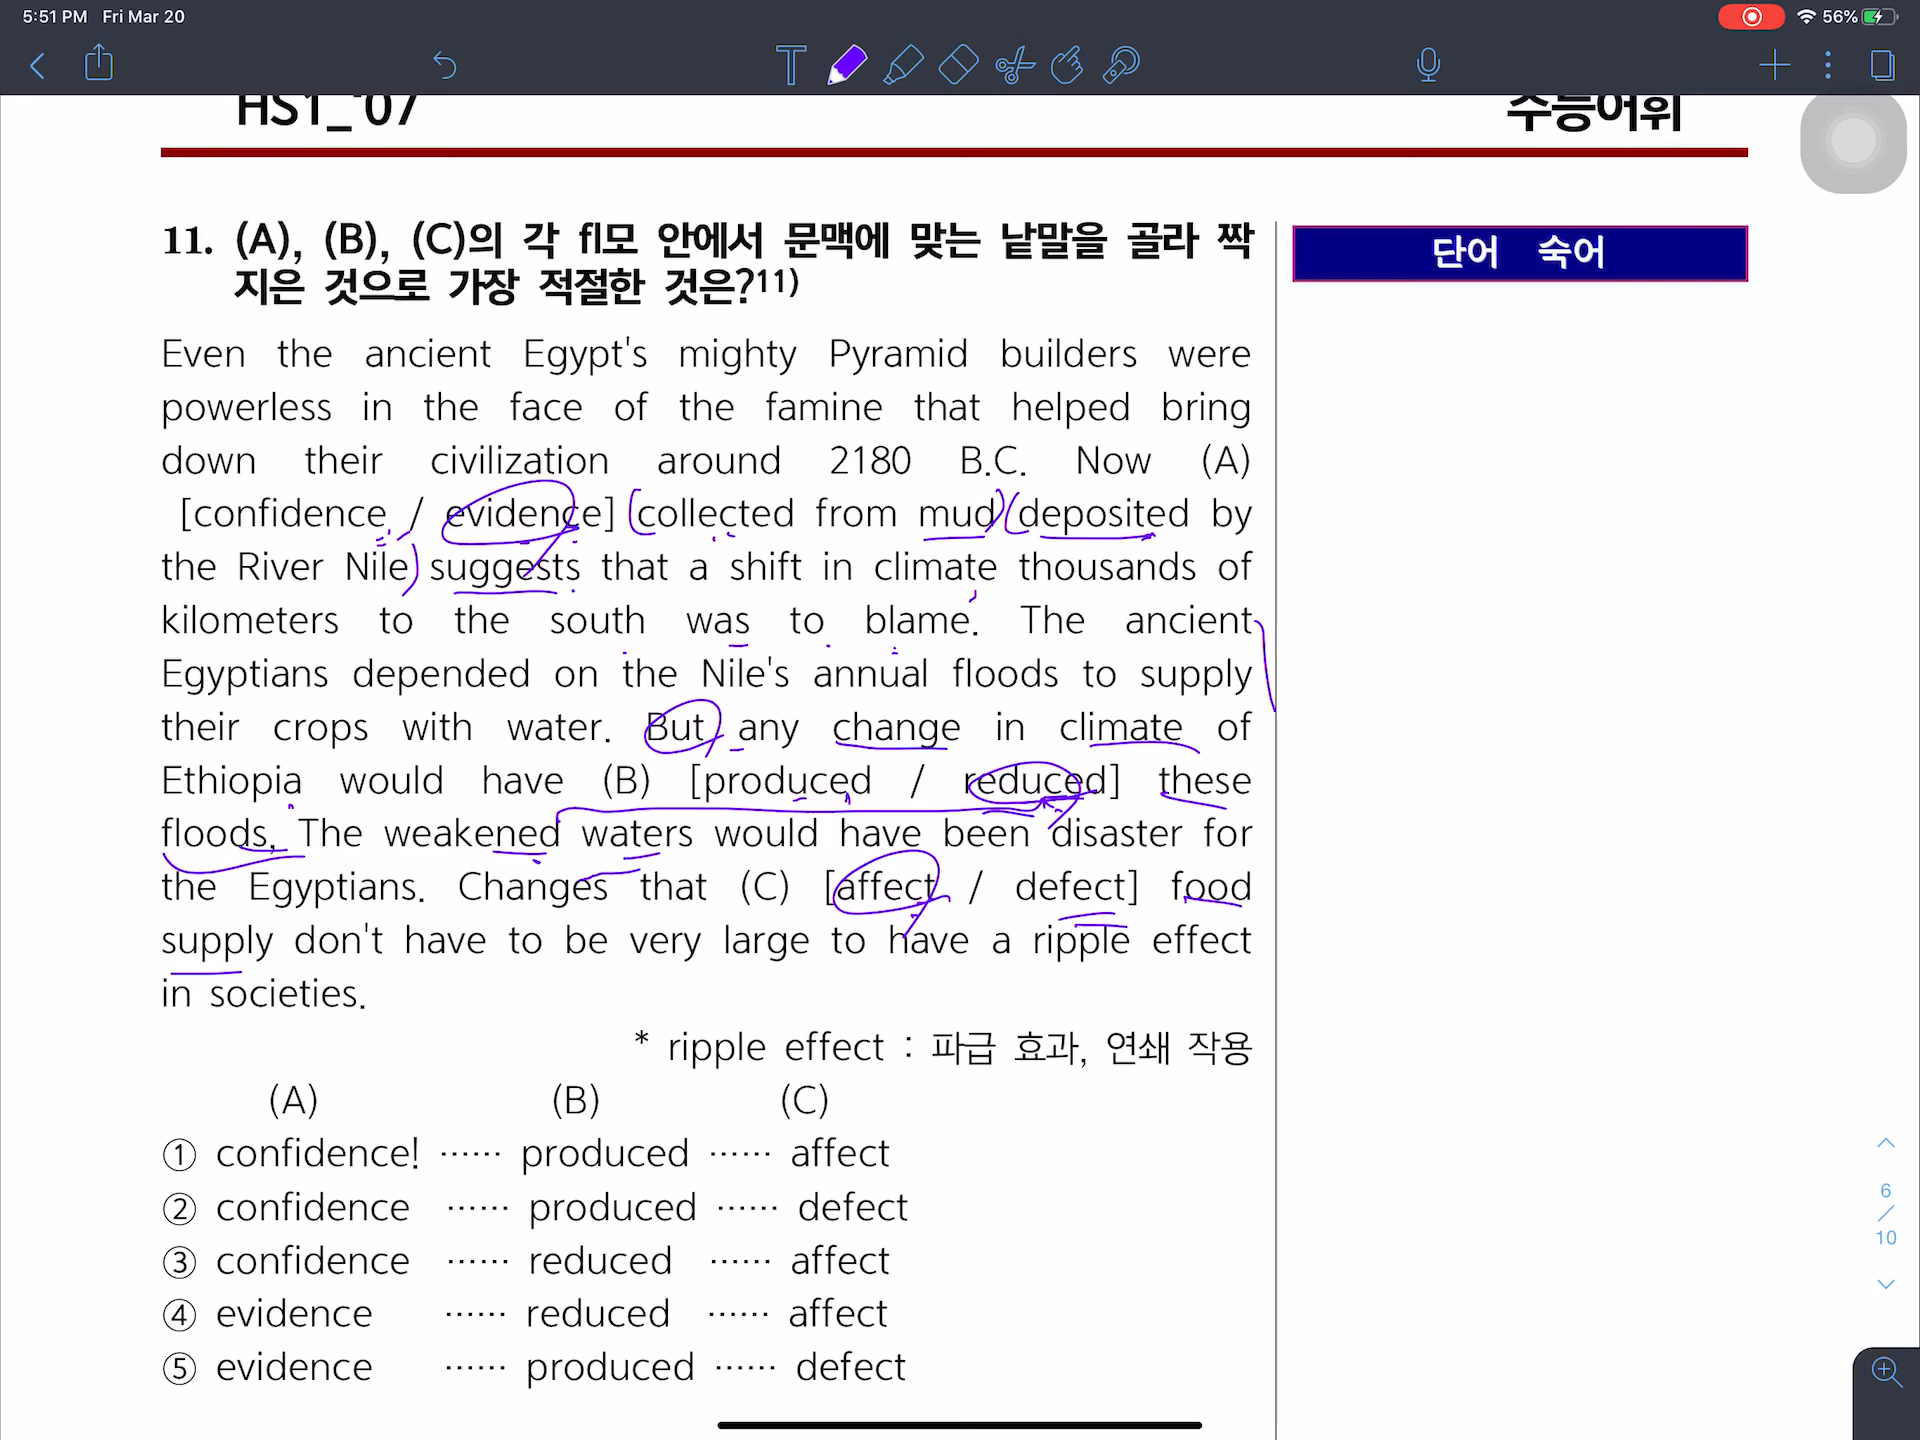 5:51 PM Fri Mar 20
56%
HS1_'07 수능어휘
11. (A), (B), (C)의 각 fl모 안에서 문맥에 맞는 낱말을 골라 짝
지은 것으로 가장 적절한 것은?11)
단어 숙어
Even the ancient Egypt's mighty Pyramid builders were
powerless in the face of the famine that helped bring
down their civilization around 2180 B.C. Now (A)
[confidence / evidence] collected from mud deposited by
the River Nile suggests that a shift in climate thousands of
kilometers to the south was to blame. The ancient
Egyptians depended on the Nile's annual floods to supply
their crops with water. But any change in climate of
Ethiopia would have (B) [produced / reduced] these
floods. The weakened waters would have been disaster for
the Egyptians. Changes that (C) [affect / defect] food
supply don't have to be very large to have a ripple effect
in societies.
* ripple effect : 파급 효과, 연쇄 작용
(A) (B) (C)
① confidence! ······ produced ······ affect
② confidence ······ produced ······ defect
③ confidence ······ reduced ······ affect
④ evidence ······ reduced ······ affect
⑤ evidence ······ produced ······ defect
6
/
10